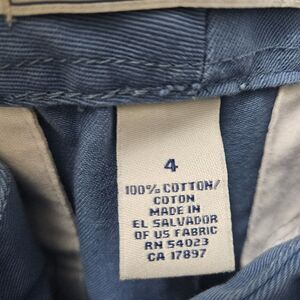 4
100% COTTON/
COTON
MADE IN
EL SALVADOR
OF US FABRIC
RN 54023
CA 17897